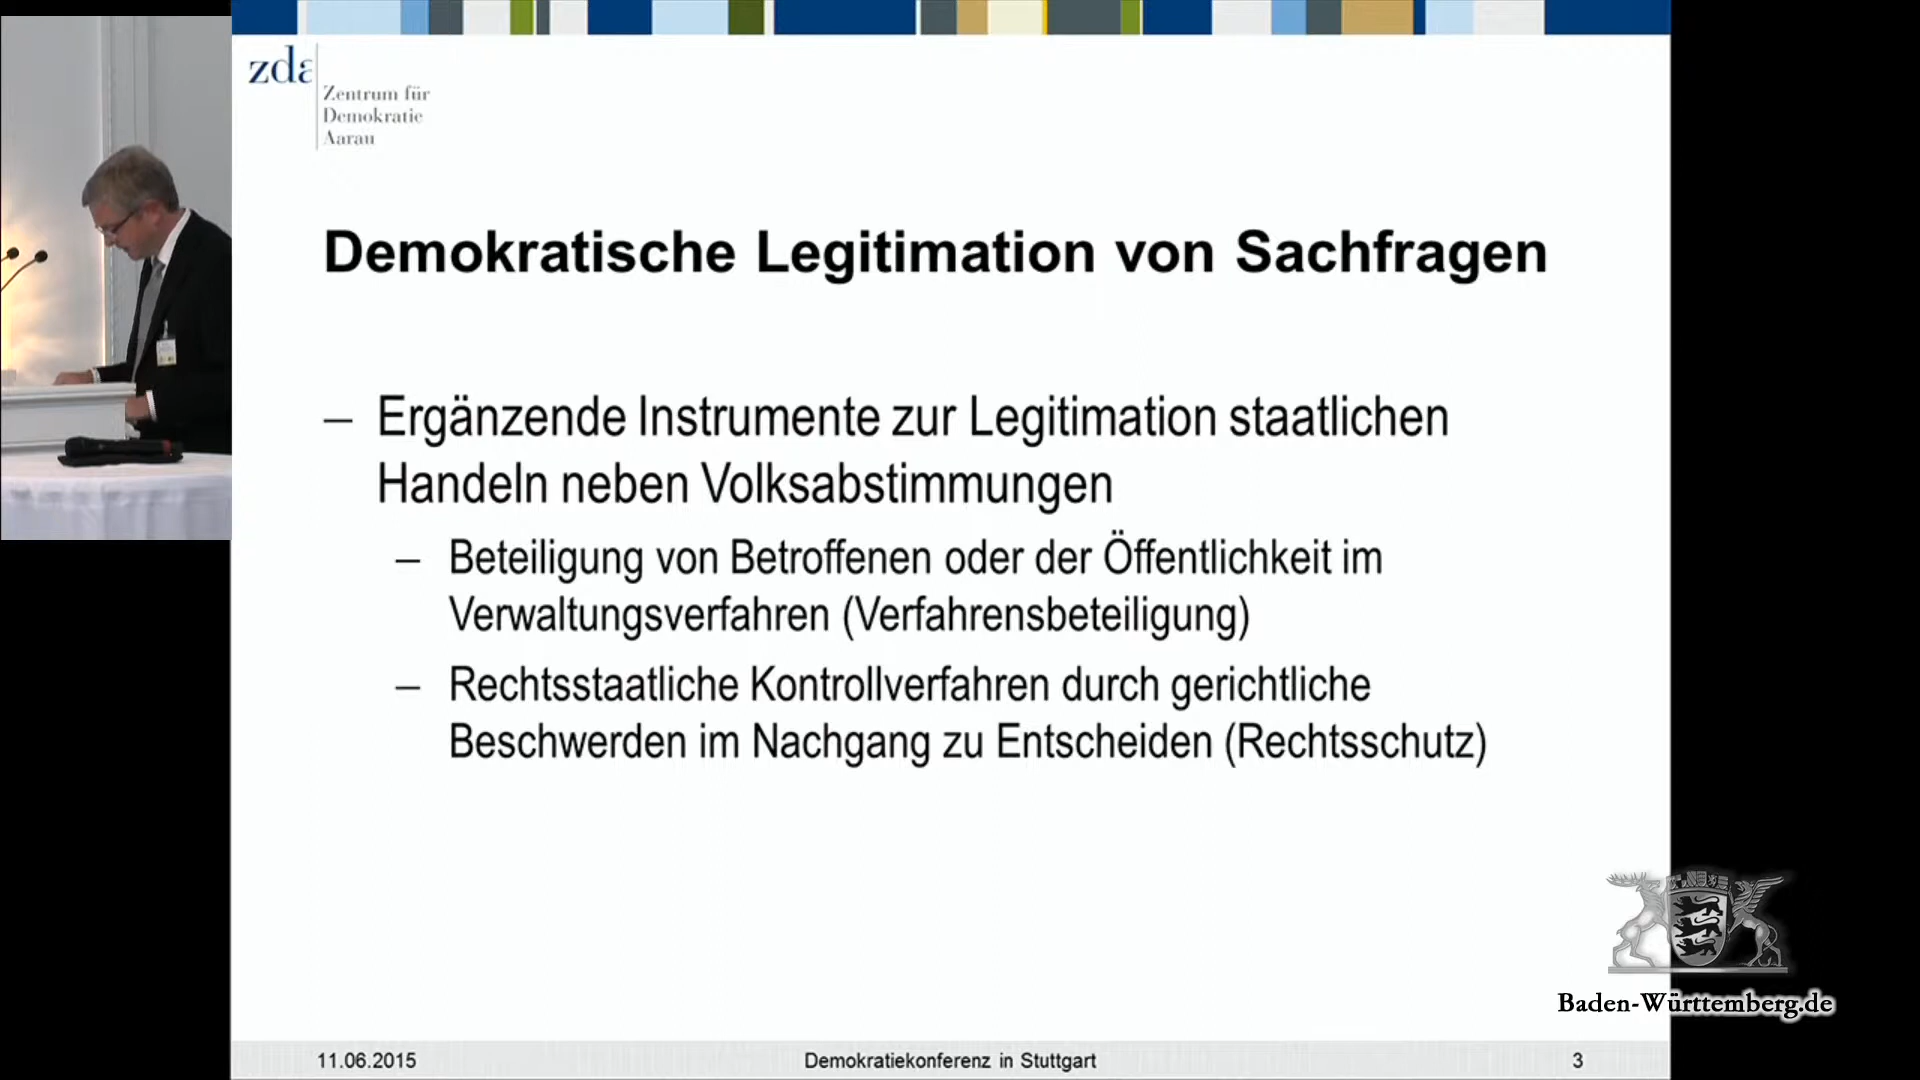 zda
Zentrum für
Demokratie
Aarau
Demokratische Legitimation von Sachfragen
– Ergänzende Instrumente zur Legitimation staatlichen
Handeln neben Volksabstimmungen
– Beteiligung von Betroffenen oder der Öffentlichkeit im
Verwaltungsverfahren (Verfahrensbeteiligung)
– Rechtsstaatliche Kontrollverfahren durch gerichtliche
Beschwerden im Nachgang zu Entscheiden (Rechtsschutz)
Baden-Württemberg.de
11.06.2015 Demokratiekonferenz in Stuttgart 3